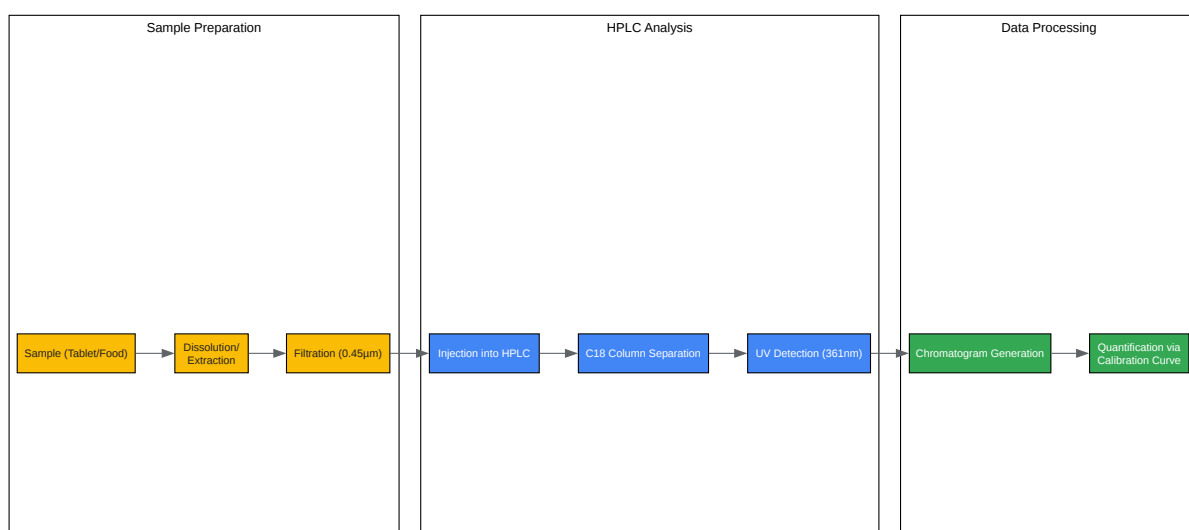 Sample Preparation
HPLC Analysis
Data Processing
Sample (Tablet/Food)
Dissolution/
Extraction
Filtration (0.45µm)
Injection into HPLC
C18 Column Separation
UV Detection (361nm)
Chromatogram Generation
Quantification via
Calibration Curve